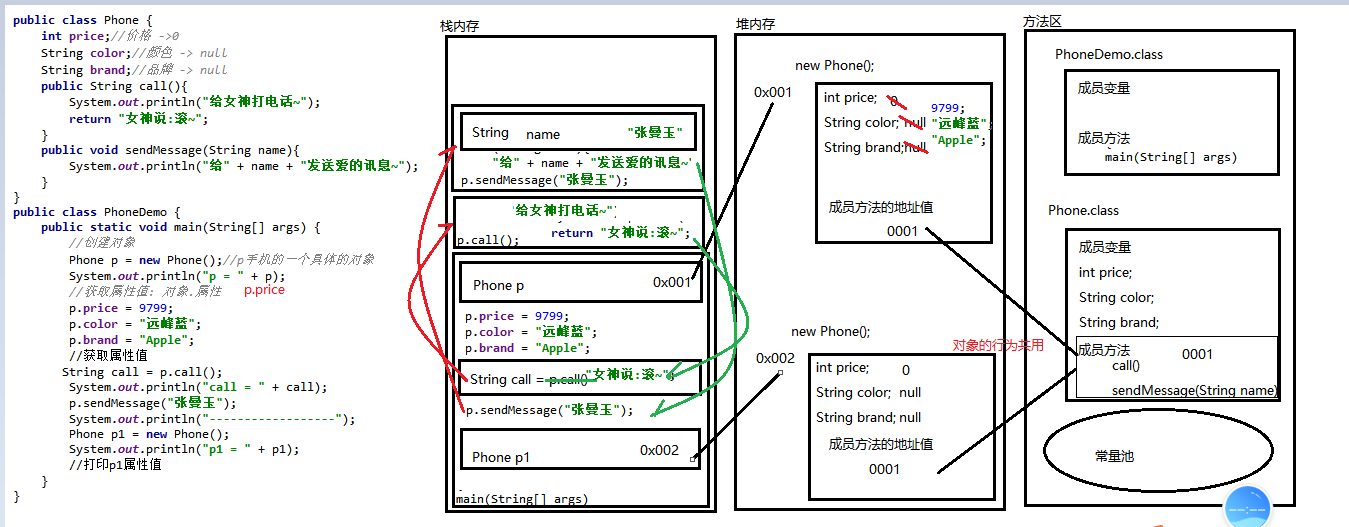 public class Phone {
int price;//价格 ->0
String color;//颜色 -> null
String brand;//品牌 -> null
public String call(){
System.out.println("给女神打电话~");
return "女神说:滚~";
}
public void sendMessage(String name){
System.out.println("给" + name + "发送爱的讯息~");
}
}
public class PhoneDemo {
public static void main(String[] args) {
//创建对象
Phone p = new Phone();//p手机的一个具体的对象
System.out.println("p = " + p);
//获取属性值: 对象.属性 p.price
p.price = 9799;
p.color = "远峰蓝";
p.brand = "Apple";
//获取属性值
String call = p.call();
System.out.println("call = " + call);
p.sendMessage("张曼玉");
System.out.println("-----------------");
Phone p1 = new Phone();
System.out.println("p1 = " + p1);
//打印p1属性值
}
}
栈内存
String name "张曼玉"
"给" + name + "发送爱的讯息~"
p.sendMessage("张曼玉");
"给女神打电话~"
return "女神说:滚~";
p.call();
Phone p 0x001
p.price = 9799;
p.color = "远峰蓝";
p.brand = "Apple";
String call = p.call() "女神说:滚~";
p.sendMessage("张曼玉");
Phone p1 0x002
main(String[] args)
堆内存
new Phone();
0x001
int price; 0 9799;
String color; null "远峰蓝";
String brand; null "Apple";
成员方法的地址值
0001
new Phone();
0x002
int price; 0
String color; null
String brand; null
成员方法的地址值
0001
对象的行为共用
方法区
PhoneDemo.class
成员变量
成员方法
main(String[] args)
Phone.class
成员变量
int price;
String color;
String brand;
成员方法 0001
call()
sendMessage(String name)
常量池